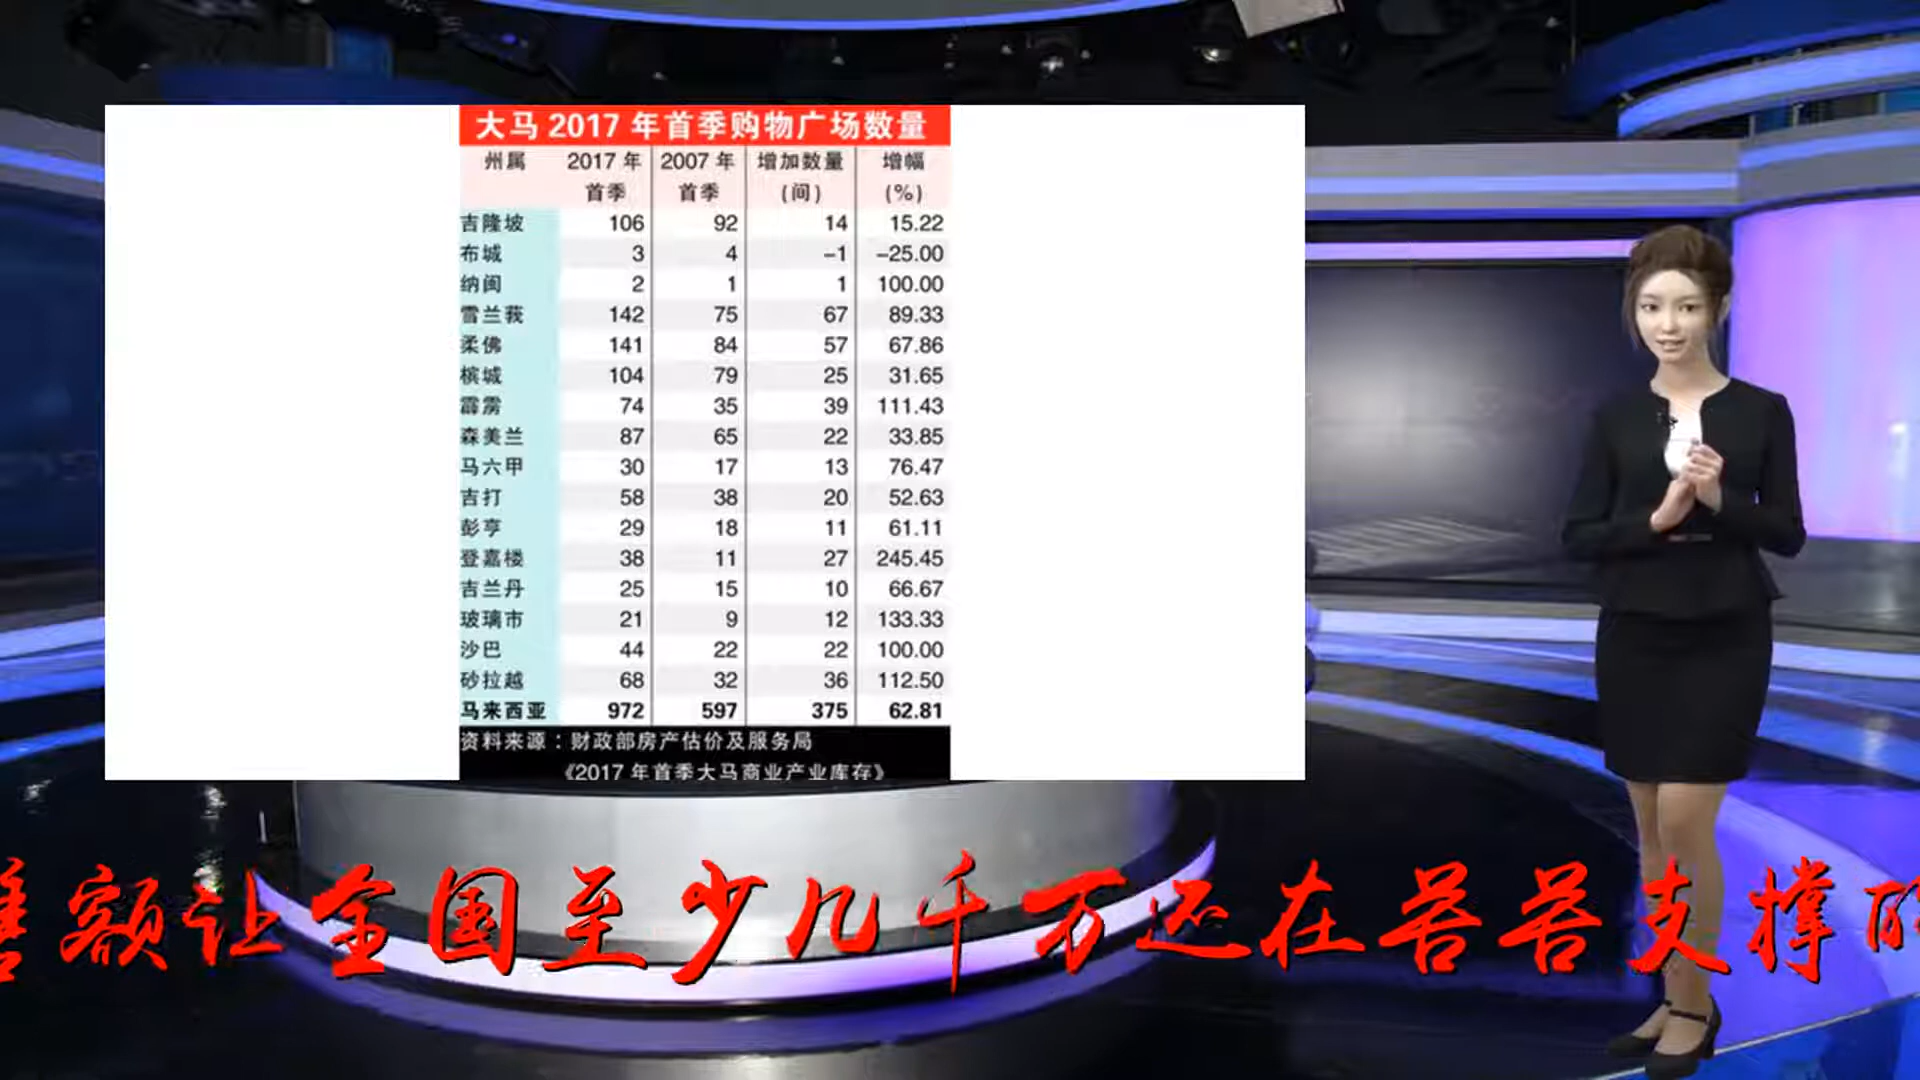 大马 2017 年首季购物广场数量
州属 2017 年首季 2007 年首季 增加数量(间) 增幅(%)
吉隆坡 106 92 14 15.22
布城 3 4 –1 –25.00
纳闽 2 1 1 100.00
雪兰莪 142 75 67 89.33
柔佛 141 84 57 67.86
槟城 104 79 25 31.65
霹雳 74 35 39 111.43
森美兰 87 65 22 33.85
马六甲 30 17 13 76.47
吉打 58 38 20 52.63
彭亨 29 18 11 61.11
登嘉楼 38 11 27 245.45
吉兰丹 25 15 10 66.67
玻璃市 21 9 12 133.33
沙巴 44 22 22 100.00
砂拉越 68 32 36 112.50
马来西亚 972 597 375 62.81
资料来源：财政部房产估价及服务局
《2017 年首季大马商业产业库存》
售额让全国至少几千万还在苦苦支撑的